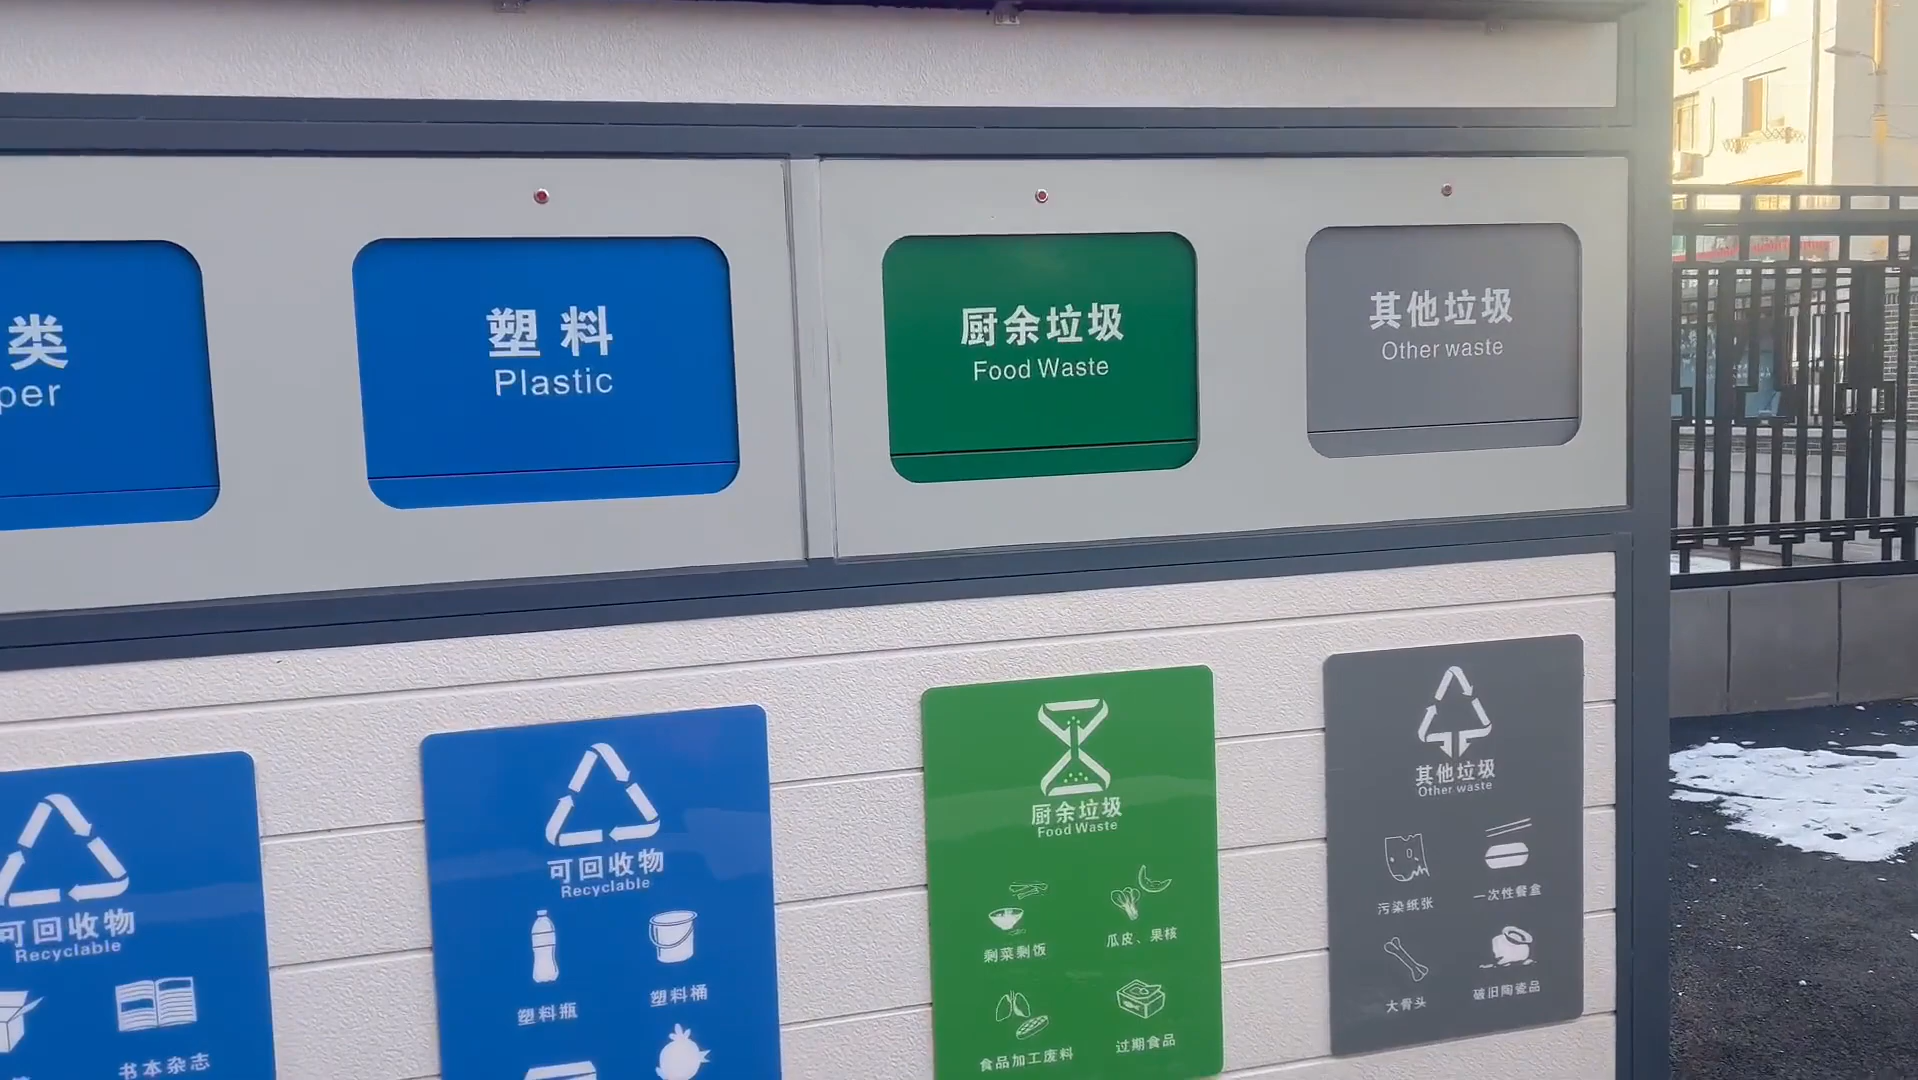 类
per
塑料
Plastic
厨余垃圾
Food Waste
其他垃圾
Other waste
可回收物
Recyclable
书本杂志
可回收物
Recyclable
塑料瓶
塑料桶
厨余垃圾
Food Waste
剩菜剩饭
瓜皮、果核
食品加工废料
过期食品
其他垃圾
Other waste
污染纸张
一次性餐盒
大骨头
破旧陶瓷品